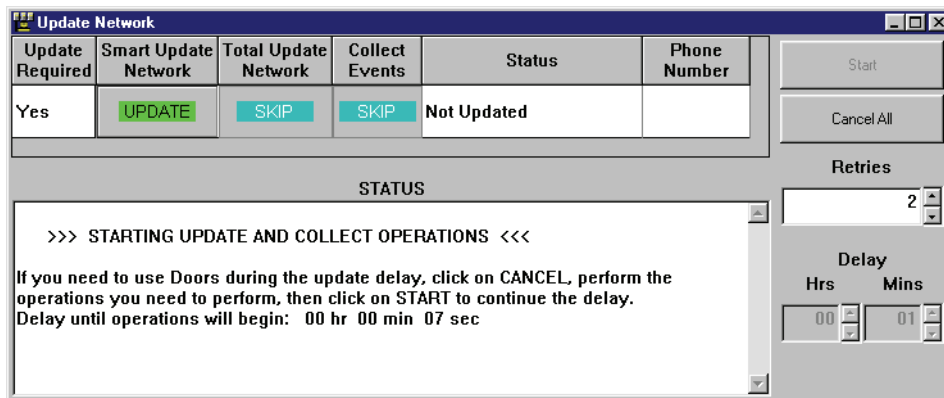 Update Network
Update Required Smart Update Network Total Update Network Collect Events Status Phone Number
Yes UPDATE SKIP SKIP Not Updated
Start
Cancel All
Retries
2
Delay
Hrs Mins
00 01
STATUS
>>> STARTING UPDATE AND COLLECT OPERATIONS <<<
If you need to use Doors during the update delay, click on CANCEL, perform the
operations you need to perform, then click on START to continue the delay.
Delay until operations will begin: 00 hr 00 min 07 sec